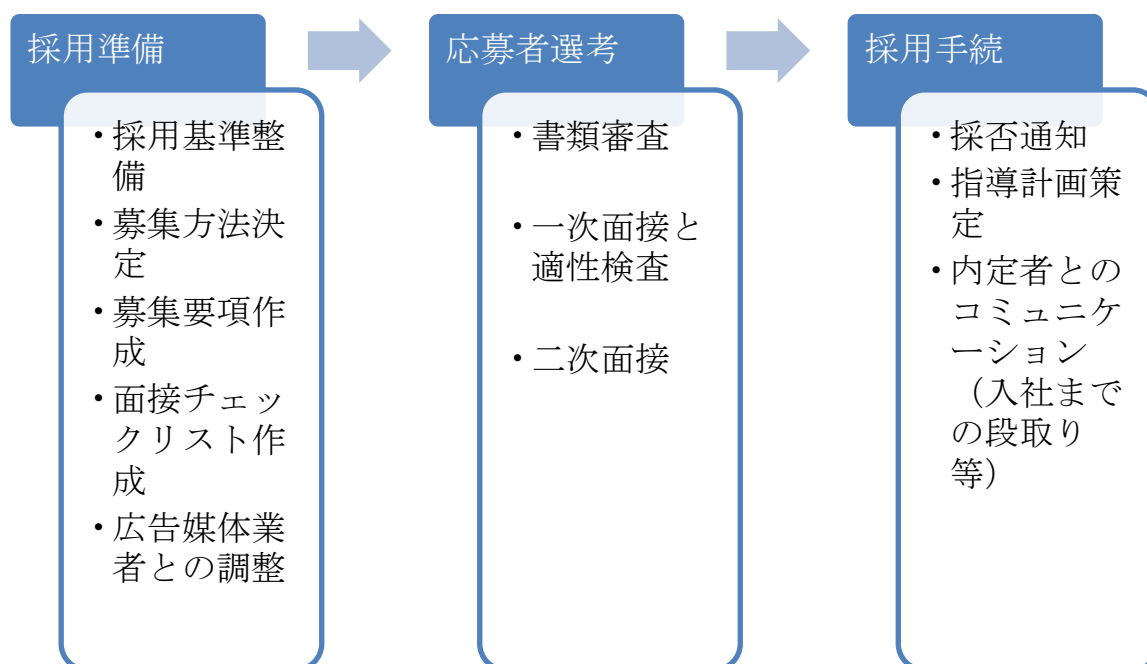 採用準備
・採用基準整
備
・募集方法決
定
・募集要項作
成
・面接チェッ
クリスト作
成
・広告媒体業
者との調整
応募者選考
・書類審査
・一次面接と
適性検査
・二次面接
採用手続
・採否通知
・指導計画策
定
・内定者との
コミュニケ
ーション
（入社まで
の段取り
等）